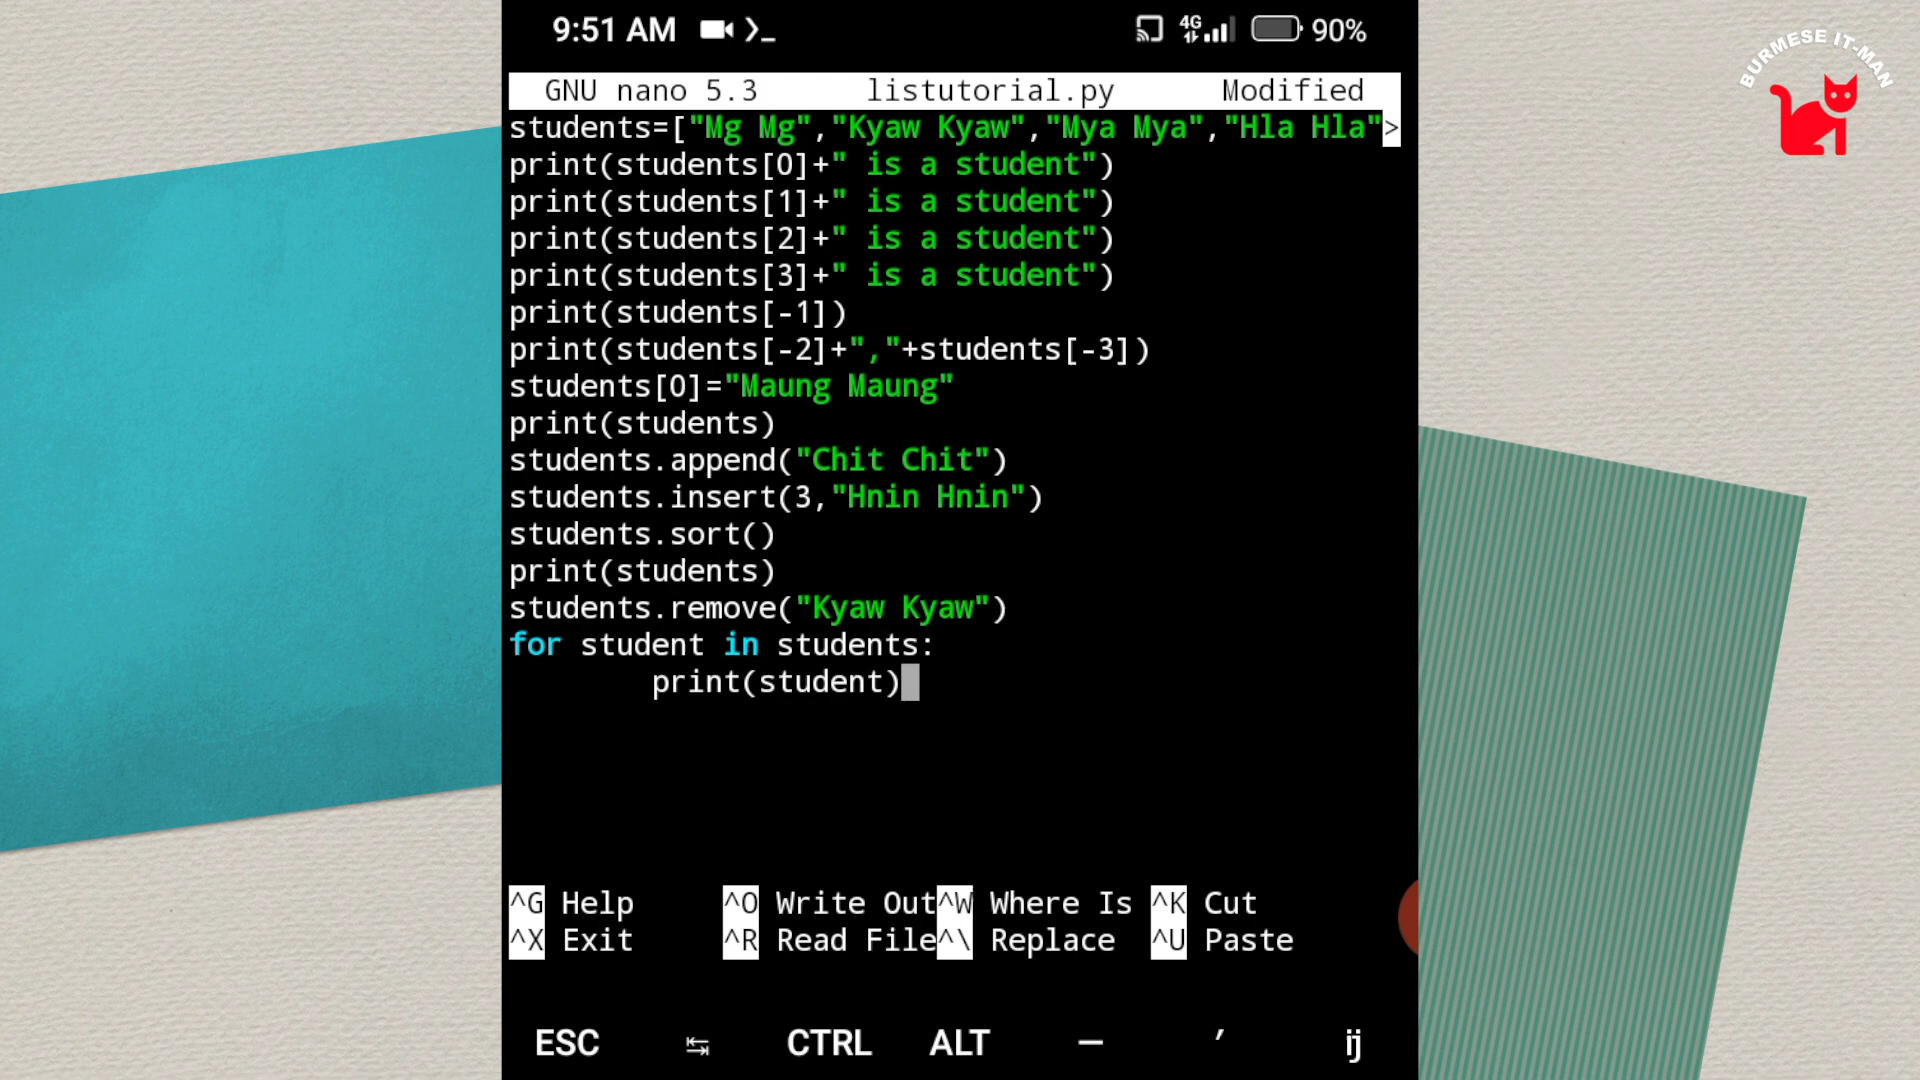 9:51 AM 4G 90%
BURMESE IT-MAN
GNU nano 5.3 listutorial.py Modified
students=["Mg Mg","Kyaw Kyaw","Mya Mya","Hla Hla">
print(students[0]+" is a student")
print(students[1]+" is a student")
print(students[2]+" is a student")
print(students[3]+" is a student")
print(students[-1])
print(students[-2]+","+students[-3])
students[0]="Maung Maung"
print(students)
students.append("Chit Chit")
students.insert(3,"Hnin Hnin")
students.sort()
print(students)
students.remove("Kyaw Kyaw")
for student in students:
        print(student)
^G Help ^O Write Out ^W Where Is ^K Cut
^X Exit ^R Read File ^\ Replace ^U Paste
ESC ↹ CTRL ALT — ′ ij